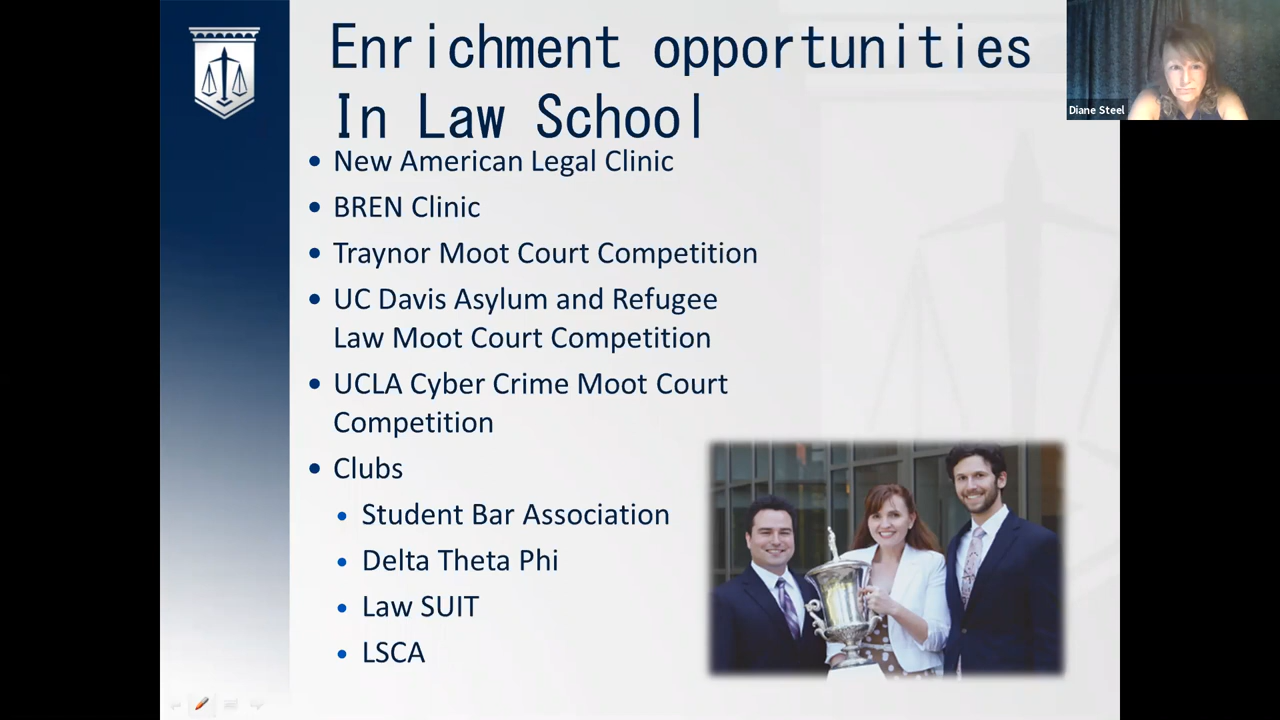 Enrichment opportunities
In Law School
Diane Steel
• New American Legal Clinic
• BREN Clinic
• Traynor Moot Court Competition
• UC Davis Asylum and Refugee
Law Moot Court Competition
• UCLA Cyber Crime Moot Court
Competition
• Clubs
• Student Bar Association
• Delta Theta Phi
• Law SUIT
• LSCA